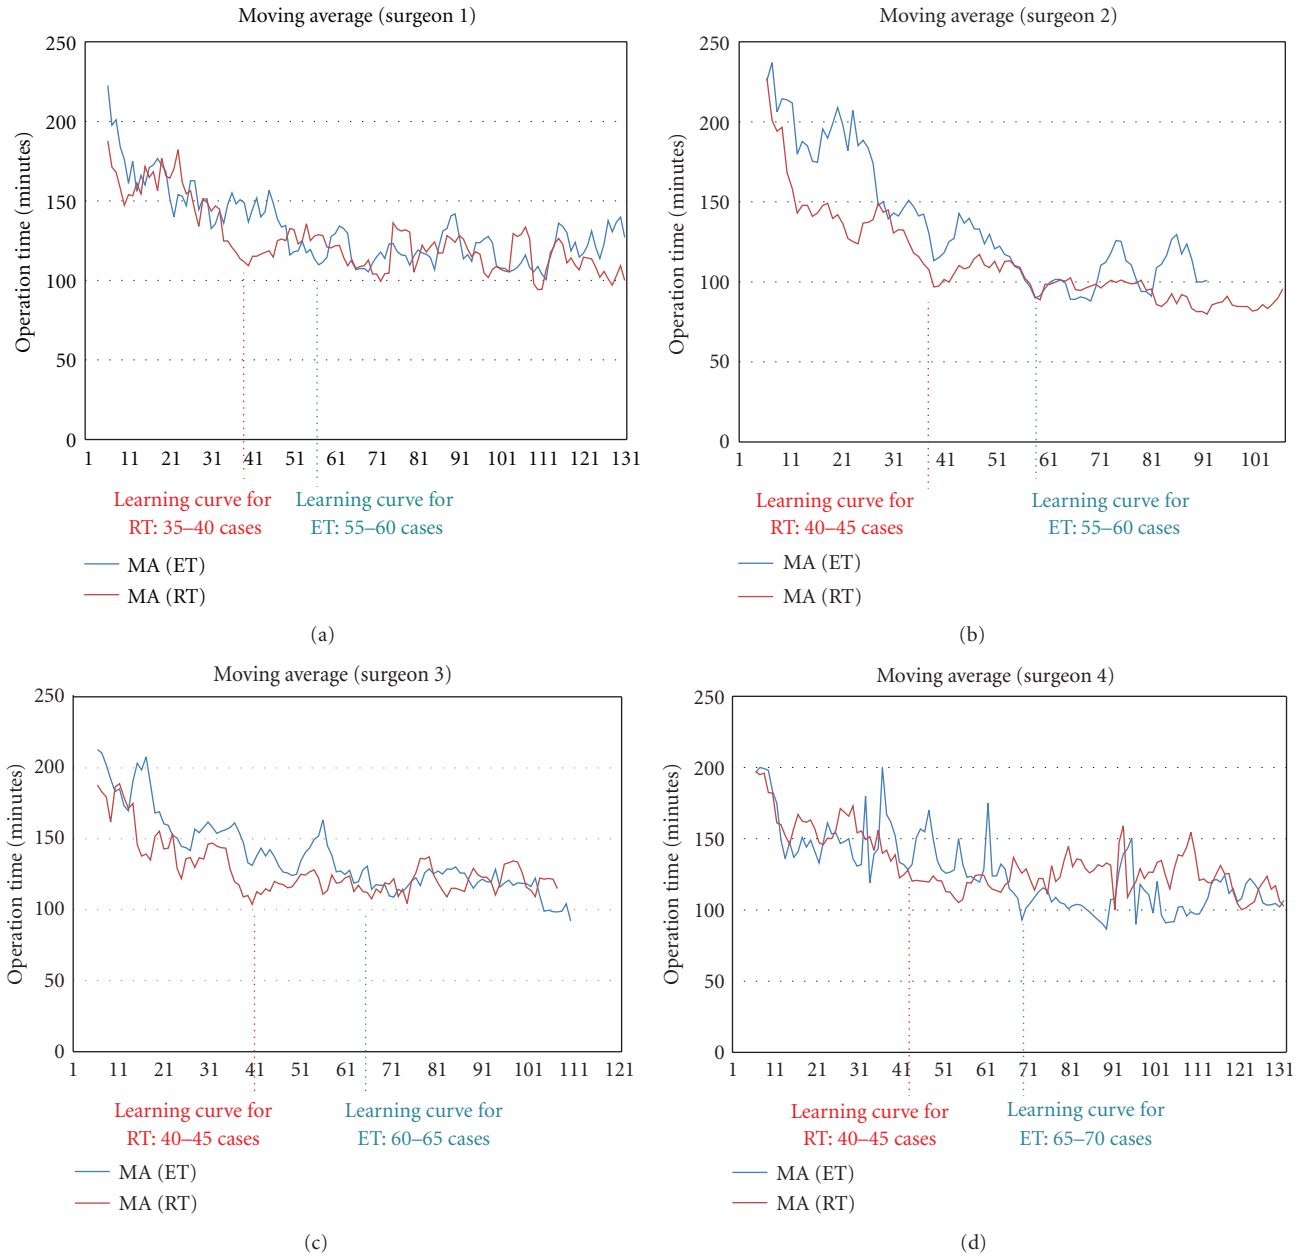 Moving average (surgeon 1)
250
200
150
100
50
0
Operation time (minutes)
1 11 21 31 41 51 61 71 81 91 101 111 121 131
Learning curve for
RT: 35–40 cases
Learning curve for
ET: 55–60 cases
MA (ET)
MA (RT)
(a)
Moving average (surgeon 2)
250
200
150
100
50
0
Operation time (minutes)
1 11 21 31 41 51 61 71 81 91 101
Learning curve for
RT: 40–45 cases
Learning curve for
ET: 55–60 cases
MA (ET)
MA (RT)
(b)
Moving average (surgeon 3)
250
200
150
100
50
0
Operation time (minutes)
1 11 21 31 41 51 61 71 81 91 101 111 121
Learning curve for
RT: 40–45 cases
Learning curve for
ET: 60–65 cases
MA (ET)
MA (RT)
(c)
Moving average (surgeon 4)
250
200
150
100
50
0
Operation time (minutes)
1 11 21 31 41 51 61 71 81 91 101 111 121 131
Learning curve for
RT: 40–45 cases
Learning curve for
ET: 65–70 cases
MA (ET)
MA (RT)
(d)